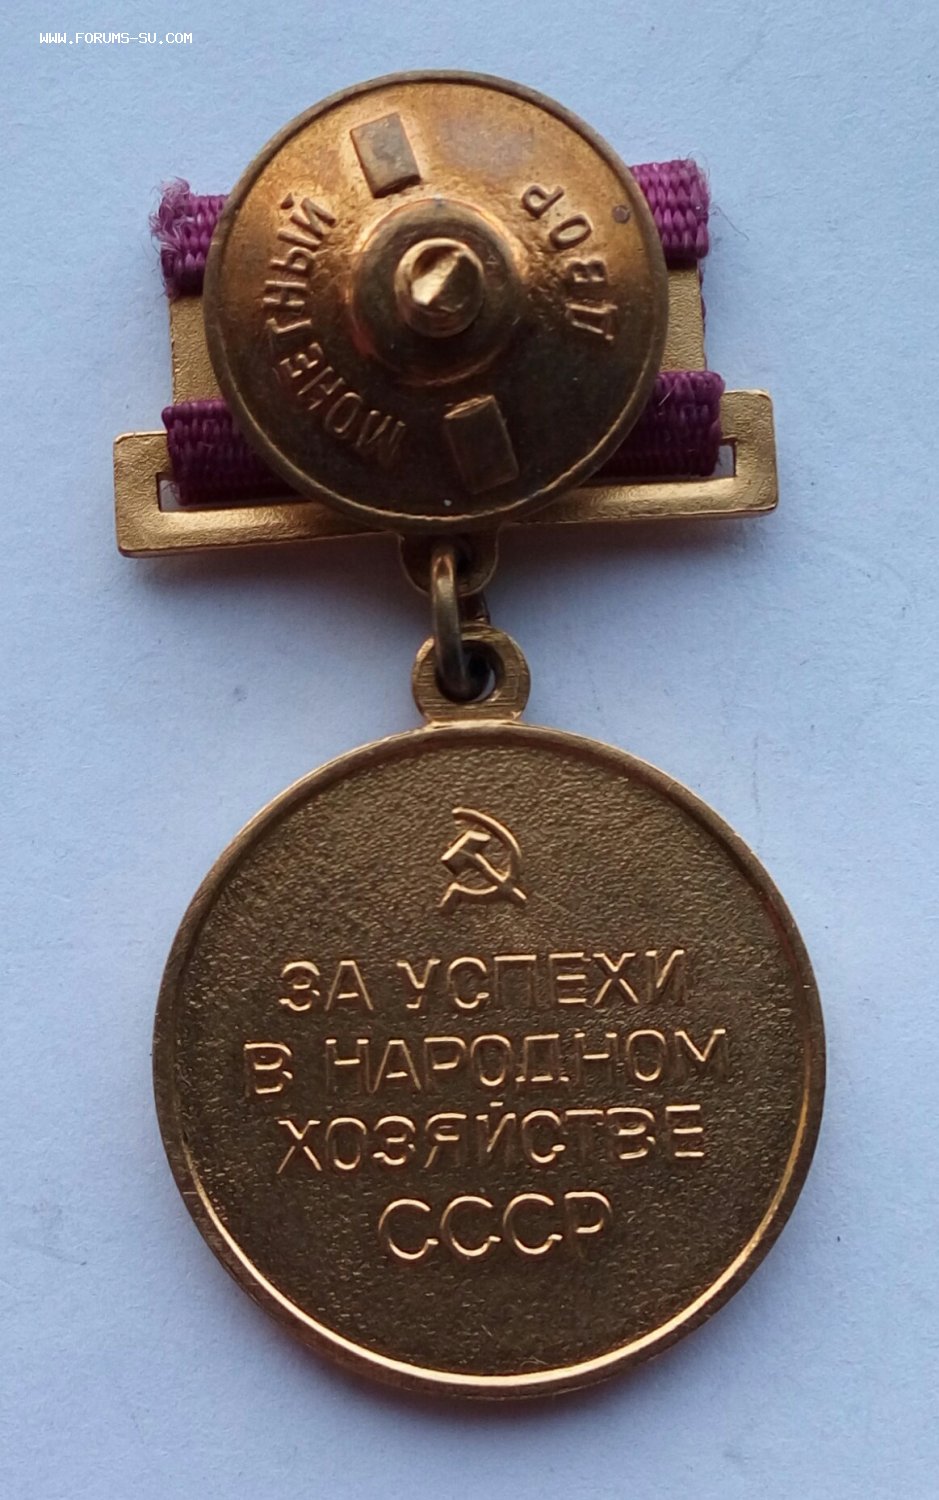 WWW.FORUMS-SU.COM
МОНЕТНЫЙ ДВОР
ЗА УСПЕХИ
В НАРОДНОМ
ХОЗЯЙСТВЕ
СССР